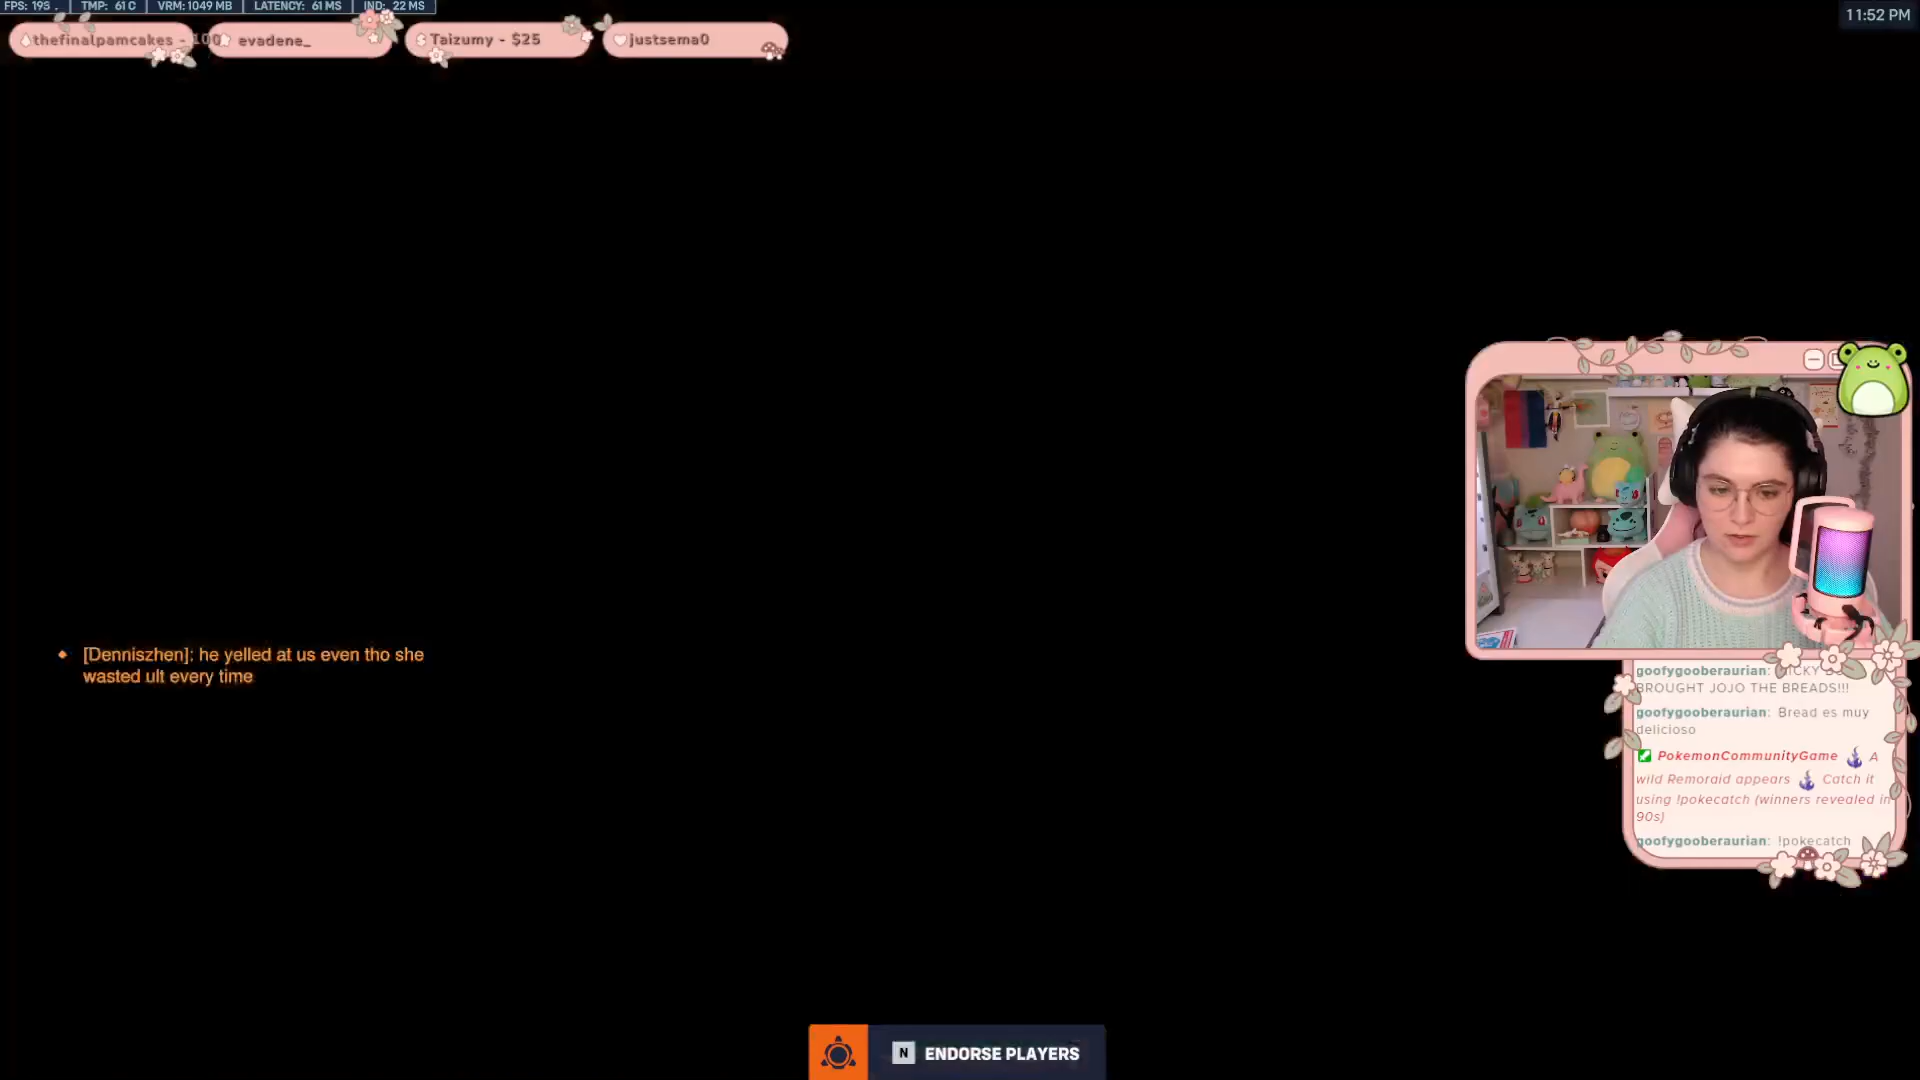 FPS: 195 . | TMP: 61 C | VRM: 1049 MB | LATENCY: 61 MS | IND: 22 MS
11:52 PM
thefinalpamcakes - 100
evadene_
Taizumy - $25
justsema0
[Denniszhen]: he yelled at us even tho she
wasted ult every time
goofygooberaurian:
BROUGHT JOJO THE BREADS!!!
goofygooberaurian: Bread es muy
delicioso
PokemonCommunityGame A
wild Remoraid appears Catch it
using !pokecatch (winners revealed in
90s)
goofygooberaurian: !pokecatch
N ENDORSE PLAYERS